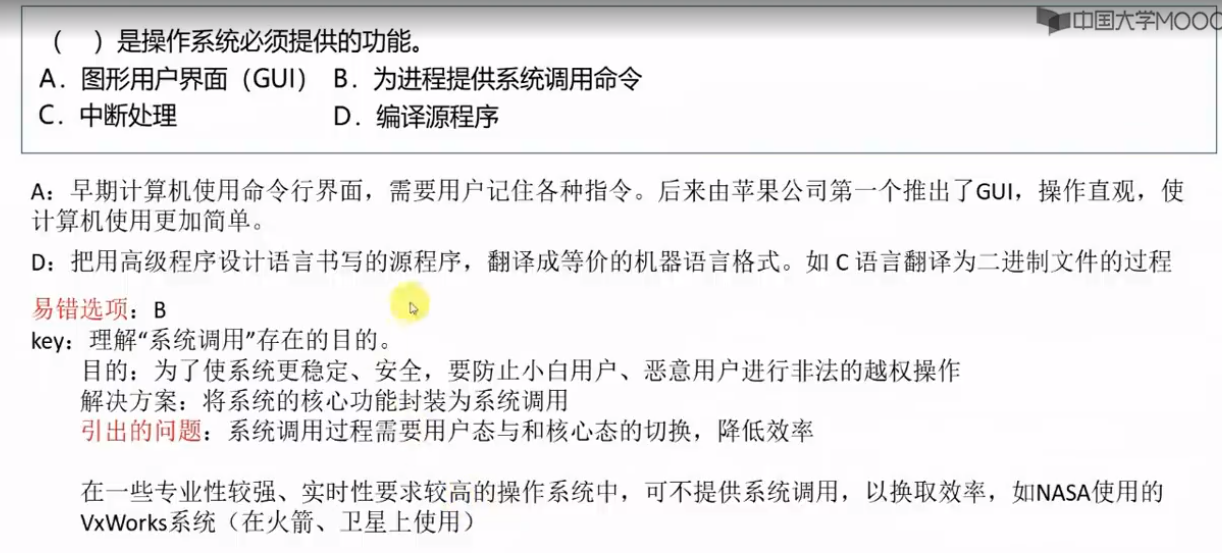 中国大学MOOC
（ ）是操作系统必须提供的功能。
A．图形用户界面（GUI） B．为进程提供系统调用命令
C．中断处理 D．编译源程序
A：早期计算机使用命令行界面，需要用户记住各种指令。后来由苹果公司第一个推出了GUI，操作直观，使
计算机使用更加简单。
D：把用高级程序设计语言书写的源程序，翻译成等价的机器语言格式。如 C 语言翻译为二进制文件的过程
易错选项：B
key：理解“系统调用”存在的目的。
目的：为了使系统更稳定、安全，要防止小白用户、恶意用户进行非法的越权操作
解决方案：将系统的核心功能封装为系统调用
引出的问题：系统调用过程需要用户态与和核心态的切换，降低效率
在一些专业性较强、实时性要求较高的操作系统中，可不提供系统调用，以换取效率，如NASA使用的
VxWorks系统（在火箭、卫星上使用）